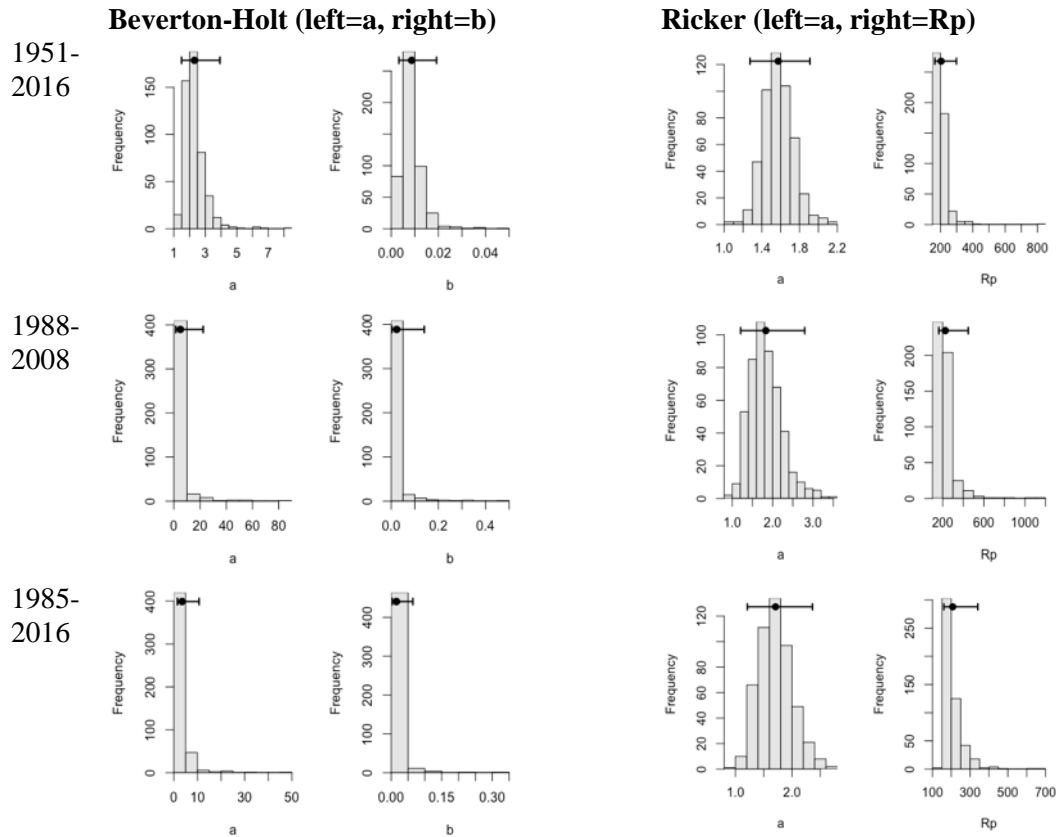 Beverton-Holt (left=a, right=b) Ricker (left=a, right=Rp)
1951-
2016
Frequency
0 50 100 150
1 3 5 7
a
Frequency
0 50 100 200
0.00 0.02 0.04
b
Frequency
0 20 40 60 80 120
1.0 1.4 1.8 2.2
a
Frequency
0 50 150 250
200 400 600 800
Rp
1988-
2008
Frequency
0 100 200 300 400
0 20 40 60 80
a
Frequency
0 100 200 300 400
0.0 0.2 0.4
b
Frequency
0 20 40 60 80 100
1.0 2.0 3.0
a
Frequency
0 50 100 200
200 600 1000
Rp
1985-
2016
Frequency
0 100 200 300 400
0 10 30 50
a
Frequency
0 100 200 300 400
0.00 0.15 0.30
b
Frequency
0 20 40 60 80 120
1.0 2.0
a
Frequency
0 50 150 250
100 300 500 700
Rp